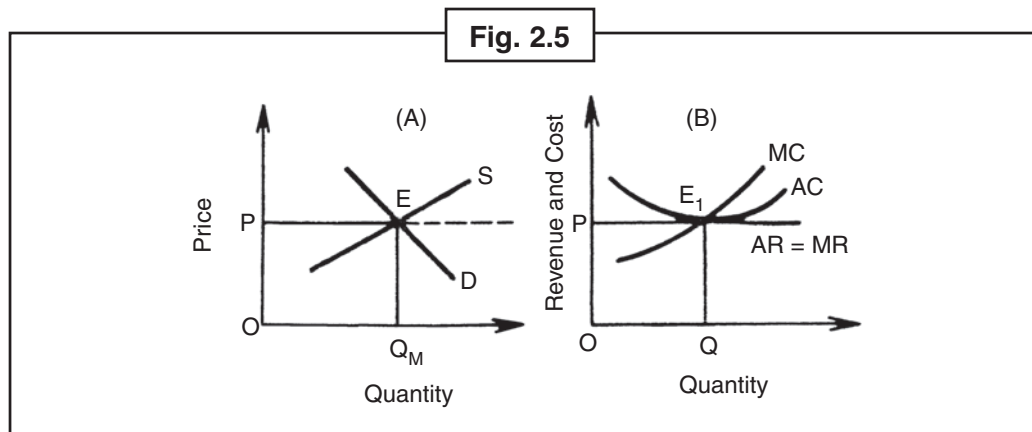 Fig. 2.5
(A)
Price
P
E
S
D
O
Q_M
Quantity
(B)
Revenue and Cost
P
E_1
MC
AC
AR = MR
O
Q
Quantity